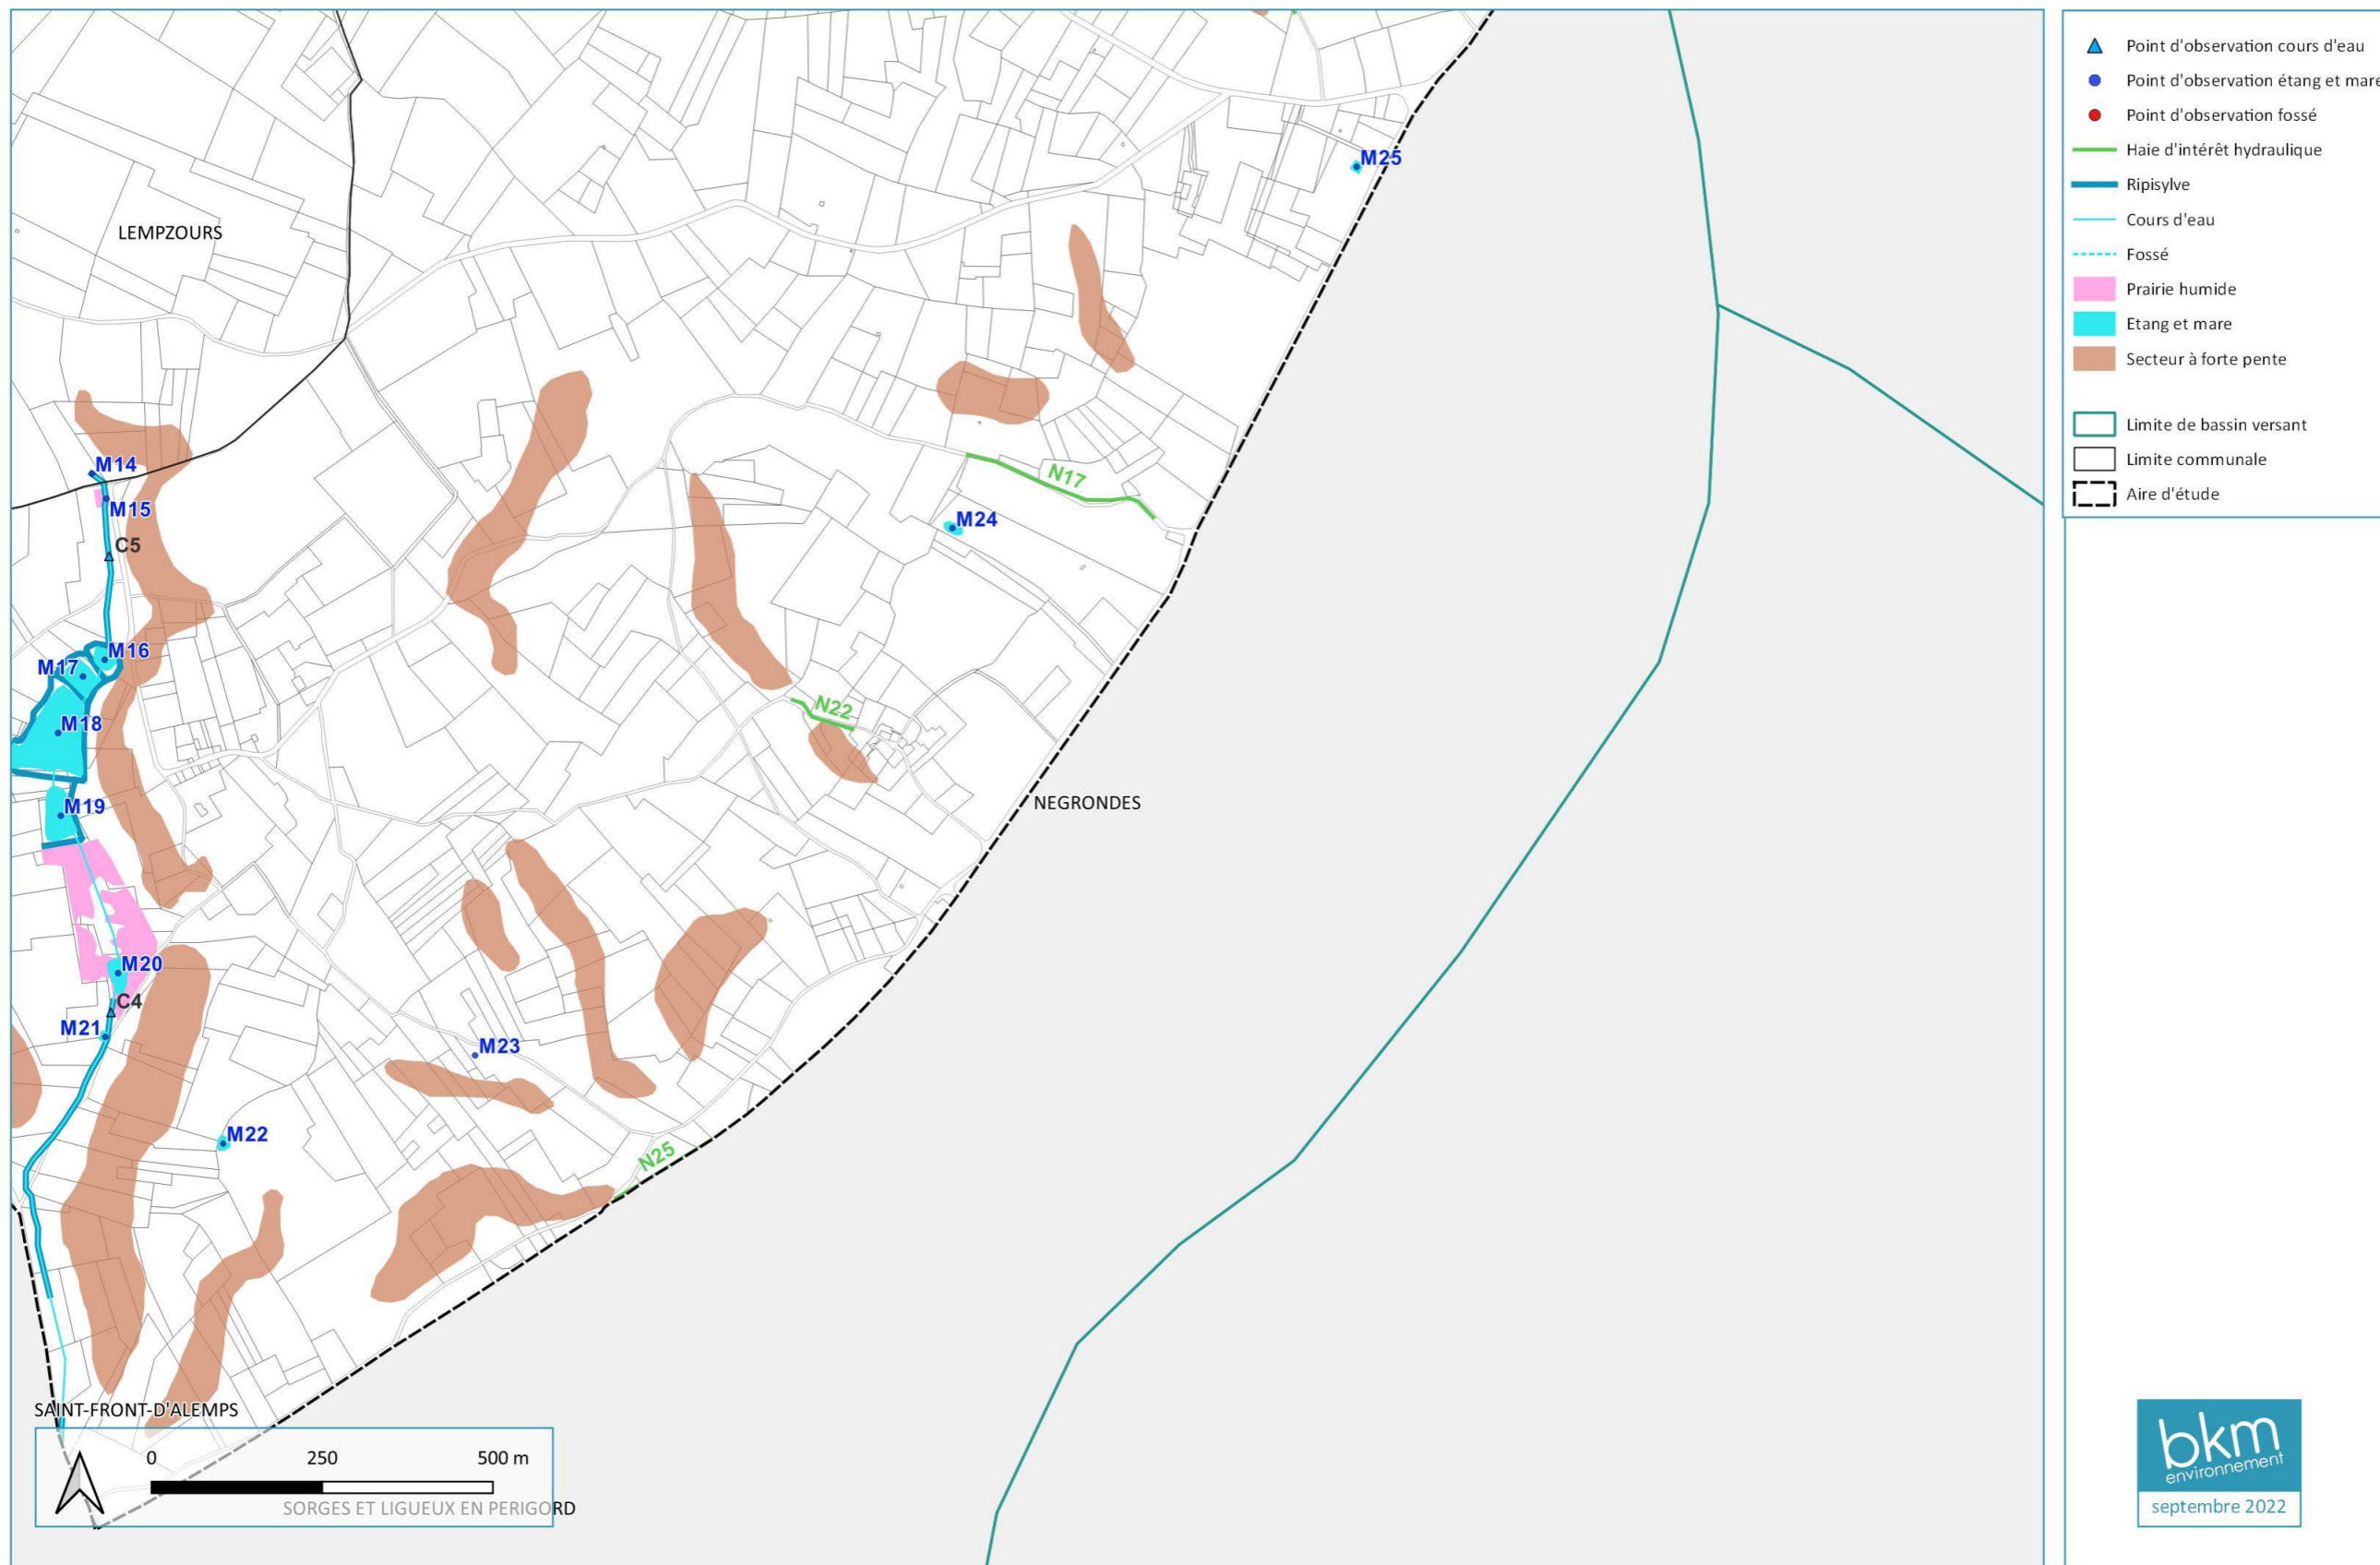 M25
LEMPZOURS
M14
N17
M15
M24
C5
M16
M17
N22
M18
M19
NEGRONDES
M20
C4
M21
M23
M22
N25
SAINT-FRONT-D'ALEMPS
0 250 500 m
SORGES ET LIGUEUX EN PERIGORD
Point d'observation cours d'eau
Point d'observation étang et mare
Point d'observation fossé
Haie d'intérêt hydraulique
Ripisylve
Cours d'eau
Fossé
Prairie humide
Etang et mare
Secteur à forte pente
Limite de bassin versant
Limite communale
Aire d'étude
bkm
environnement
septembre 2022